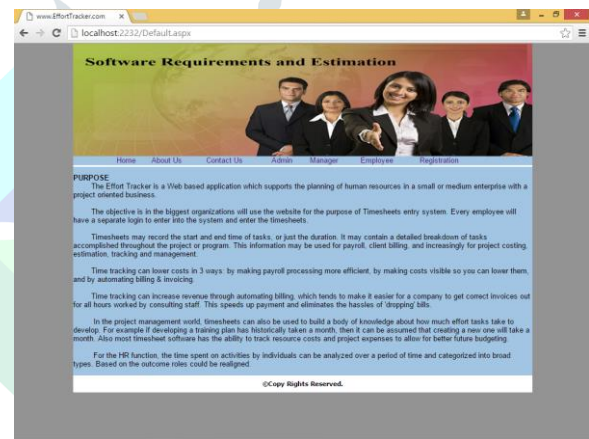 www.EffortTracker.com
localhost:2232/Default.aspx
Software Requirements and Estimation
Home About Us Contact Us Admin Manager Employee Registration
PURPOSE
The Effort Tracker is a Web based application which supports the planning of human resources in a small or medium enterprise with a
project oriented business.
The objective is in the biggest organizations will use the website for the purpose of Timesheets entry system. Every employee will
have a separate login to enter into the system and enter the timesheets.
Timesheets may record the start and end time of tasks, or just the duration. It may contain a detailed breakdown of tasks
accomplished throughout the project or program. This information may be used for payroll, client billing, and increasingly for project costing,
estimation, tracking and management.
Time tracking can lower costs in 3 ways: by making payroll processing more efficient, by making costs visible so you can lower them,
and by automating billing & invoicing.
Time tracking can increase revenue through automating billing, which tends to make it easier for a company to get correct invoices out
for all hours worked by consulting staff. This speeds up payment and eliminates the hassles of 'dropping' bills.
In the project management world, timesheets can also be used to build a body of knowledge about how much effort tasks take to
develop. For example if developing a training plan has historically taken a month, then it can be assumed that creating a new one will take a
month. Also most timesheet software has the ability to track resource costs and project expenses to allow for better future budgeting.
For the HR function, the time spent on activities by individuals can be analyzed over a period of time and categorized into broad
types. Based on the outcome roles could be realigned.
©Copy Rights Reserved.